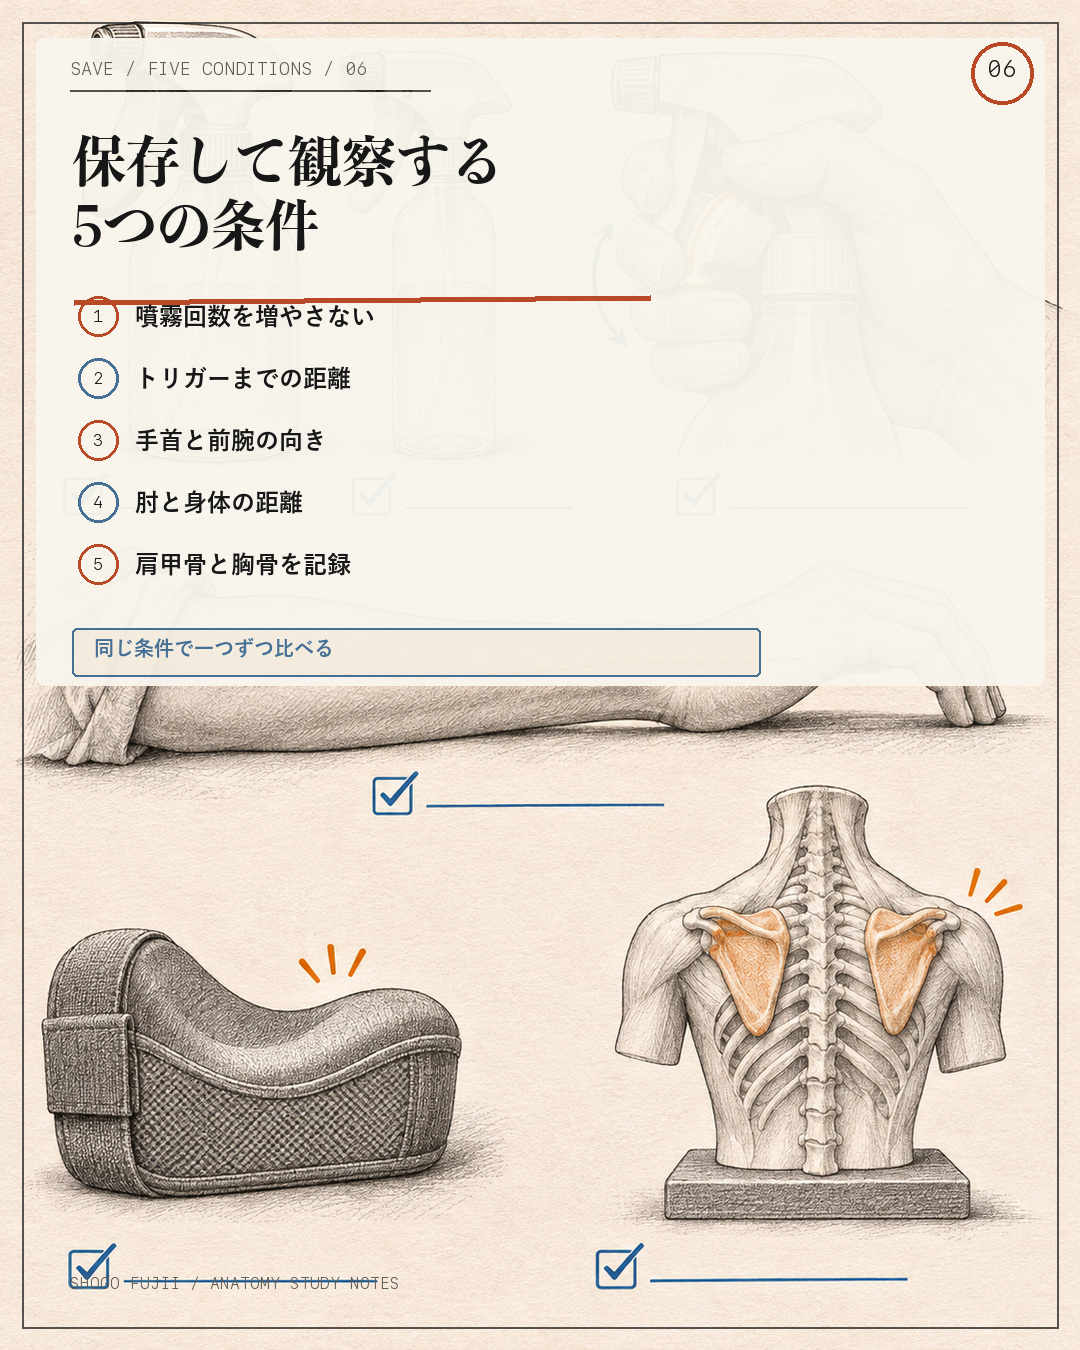 SAVE / FIVE CONDITIONS / 06
06
保存して観察する
5つの条件
1 噴霧回数を増やさない
2 トリガーまでの距離
3 手首と前腕の向き
4 肘と身体の距離
5 肩甲骨と胸骨を記録
同じ条件で一つずつ比べる
SHOGO FUJII / ANATOMY STUDY NOTES